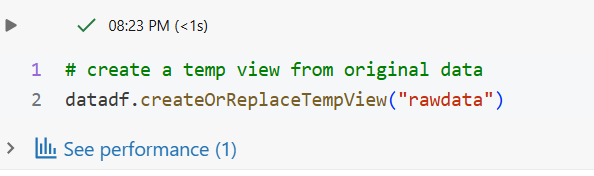 08:23 PM (<1s)
1 # create a temp view from original data
2 datadf.createOrReplaceTempView("rawdata")
See performance (1)